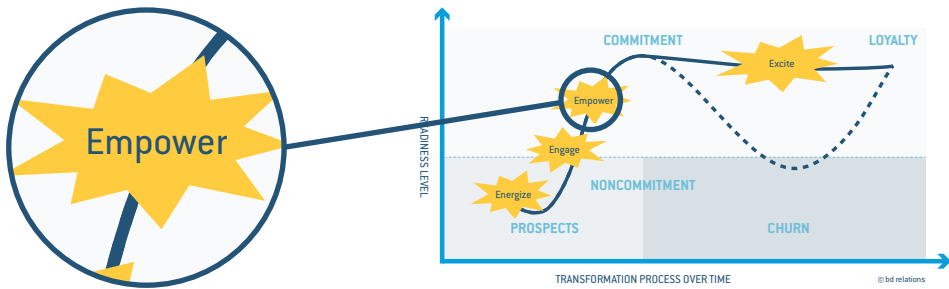 Empower
COMMITMENT
LOYALTY
Excite
Empower
READINESS LEVEL
Engage
Energize
NONCOMMITMENT
PROSPECTS
CHURN
TRANSFORMATION PROCESS OVER TIME
© bd relations